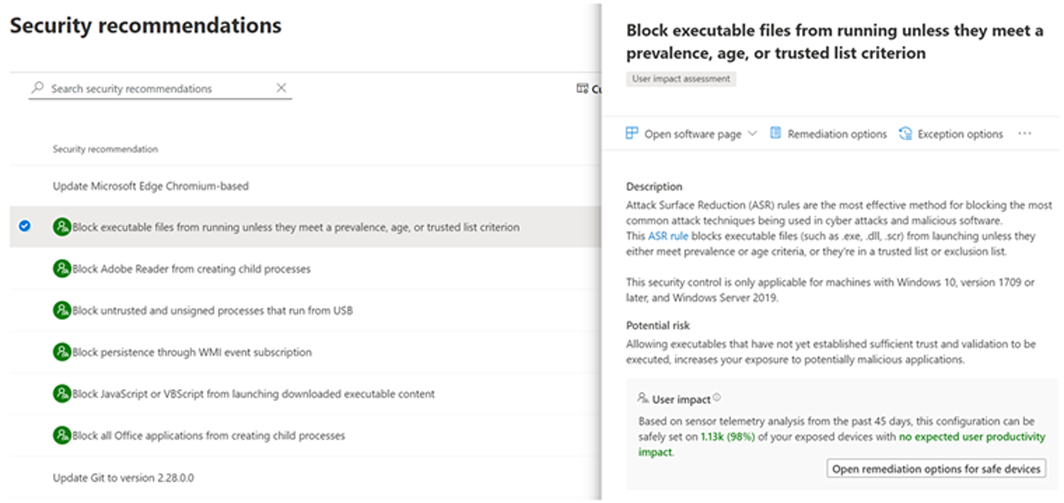 Security recommendations
Search security recommendations
Cu
Security recommendation
Update Microsoft Edge Chromium-based
Block executable files from running unless they meet a prevalence, age, or trusted list criterion
Block Adobe Reader from creating child processes
Block untrusted and unsigned processes that run from USB
Block persistence through WMI event subscription
Block JavaScript or VBScript from launching downloaded executable content
Block all Office applications from creating child processes
Update Git to version 2.28.0.0
Block executable files from running unless they meet a
prevalence, age, or trusted list criterion
User impact assessment
Open software page
Remediation options
Exception options
Description
Attack Surface Reduction (ASR) rules are the most effective method for blocking the most
common attack techniques being used in cyber attacks and malicious software.
This ASR rule blocks executable files (such as .exe, .dll, .scr) from launching unless they
either meet prevalence or age criteria, or they're in a trusted list or exclusion list.
This security control is only applicable for machines with Windows 10, version 1709 or
later, and Windows Server 2019.
Potential risk
Allowing executables that have not yet established sufficient trust and validation to be
executed, increases your exposure to potentially malicious applications.
User impact
Based on sensor telemetry analysis from the past 45 days, this configuration can be
safely set on 1.13k (98%) of your exposed devices with no expected user productivity
impact.
Open remediation options for safe devices